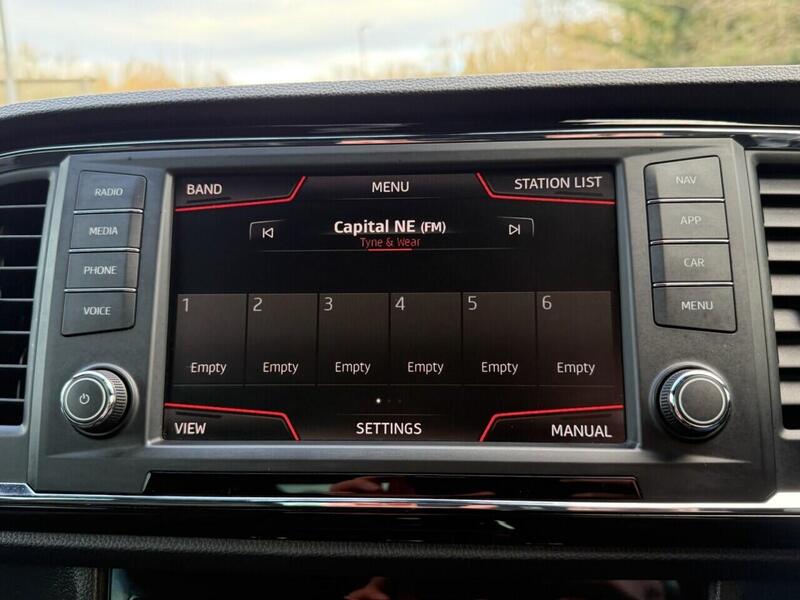 RADIO
MEDIA
PHONE
VOICE
BAND
MENU
STATION LIST
Capital NE (FM)
Tyne & Wear
1 2 3 4 5 6
Empty Empty Empty Empty Empty Empty
VIEW
SETTINGS
MANUAL
NAV
APP
CAR
MENU